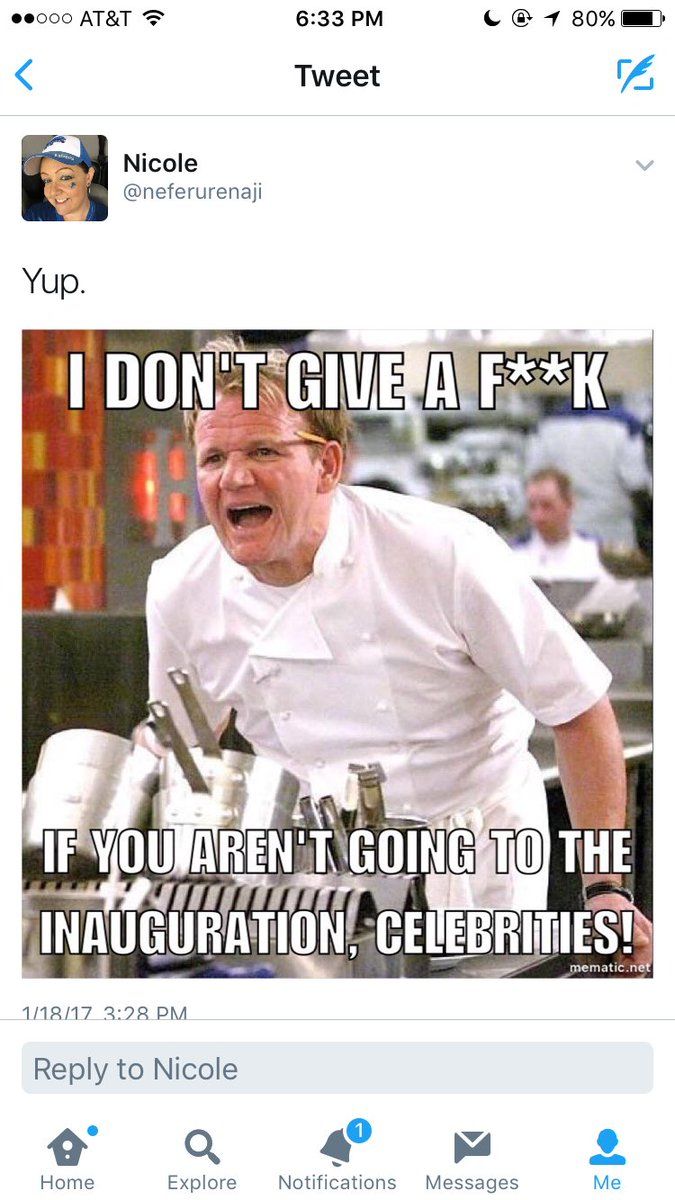 AT&T 6:33 PM 80%
Tweet
Nicole
@neferurenaji
Yup.
I DON'T GIVE A F**K
IF YOU AREN'T GOING TO THE
INAUGURATION, CELEBRITIES!
mematic.net
1/18/17, 3:28 PM
Reply to Nicole
1
Home Explore Notifications Messages Me